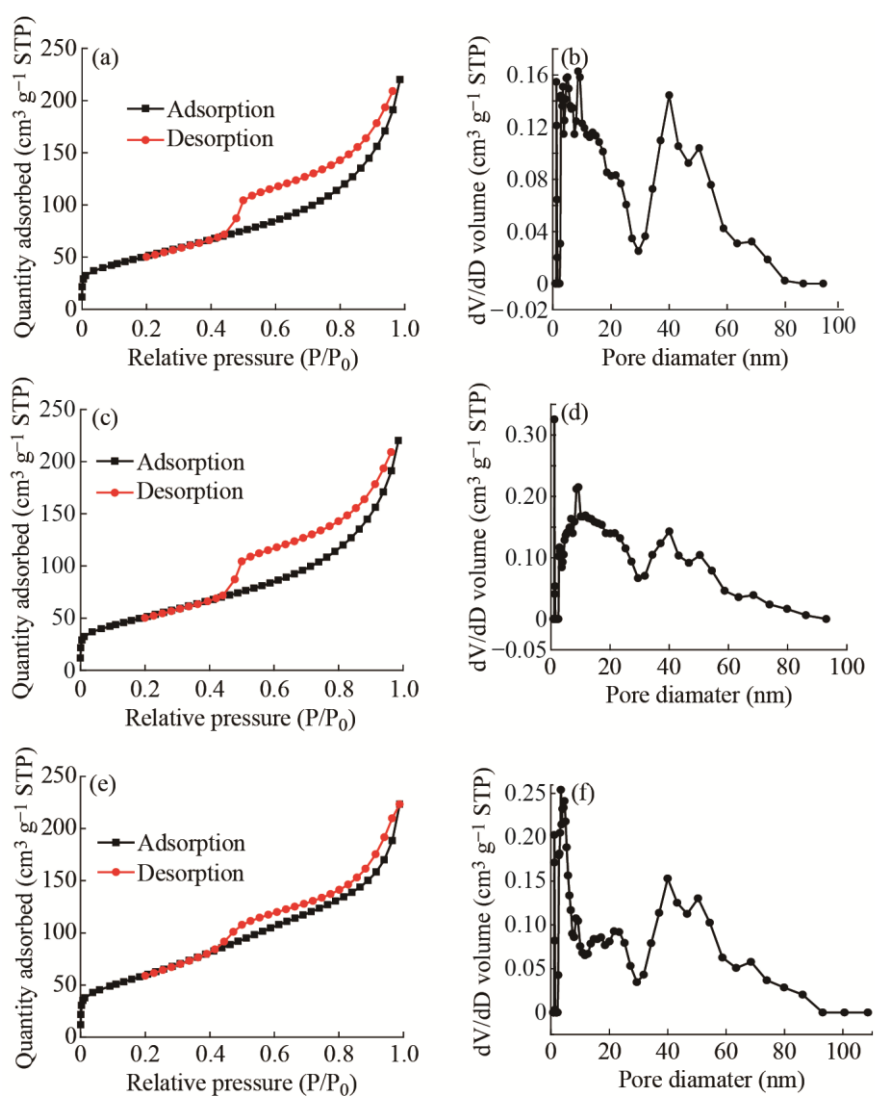 (a)
250
200
150
100
50
0
Quantity adsorbed (cm³ g⁻¹ STP)
Adsorption
Desorption
0 0.2 0.4 0.6 0.8 1.0
Relative pressure (P/P₀)
(b)
0.16
0.12
0.08
0.04
0
−0.02
dV/dD volume (cm³ g⁻¹ STP)
0 20 40 60 80 100
Pore diamater (nm)
(c)
250
200
150
100
50
0
Quantity adsorbed (cm³ g⁻¹ STP)
Adsorption
Desorption
0 0.2 0.4 0.6 0.8 1.0
Relative pressure (P/P₀)
(d)
0.30
0.20
0.10
0
−0.05
dV/dD volume (cm³ g⁻¹ STP)
0 20 40 60 80 100
Pore diamater (nm)
(e)
250
200
150
100
50
0
Quantity adsorbed (cm³ g⁻¹ STP)
Adsorption
Desorption
0 0.2 0.4 0.6 0.8 1.0
Relative pressure (P/P₀)
(f)
0.25
0.20
0.15
0.10
0.05
0
dV/dD volume (cm³ g⁻¹ STP)
0 20 40 60 80 100
Pore diamater (nm)